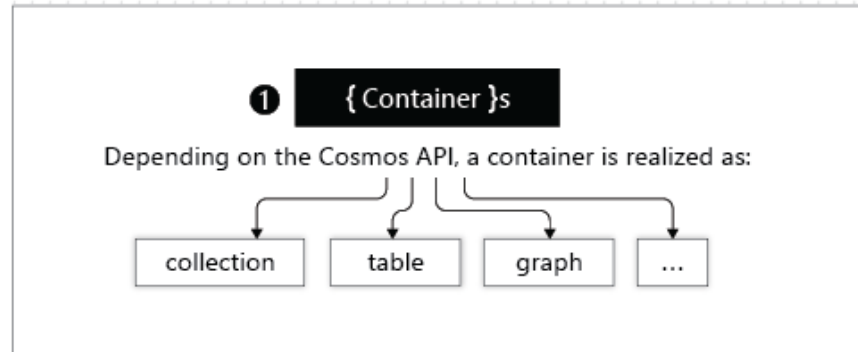 1 { Container }s
Depending on the Cosmos API, a container is realized as:
collection table graph ...